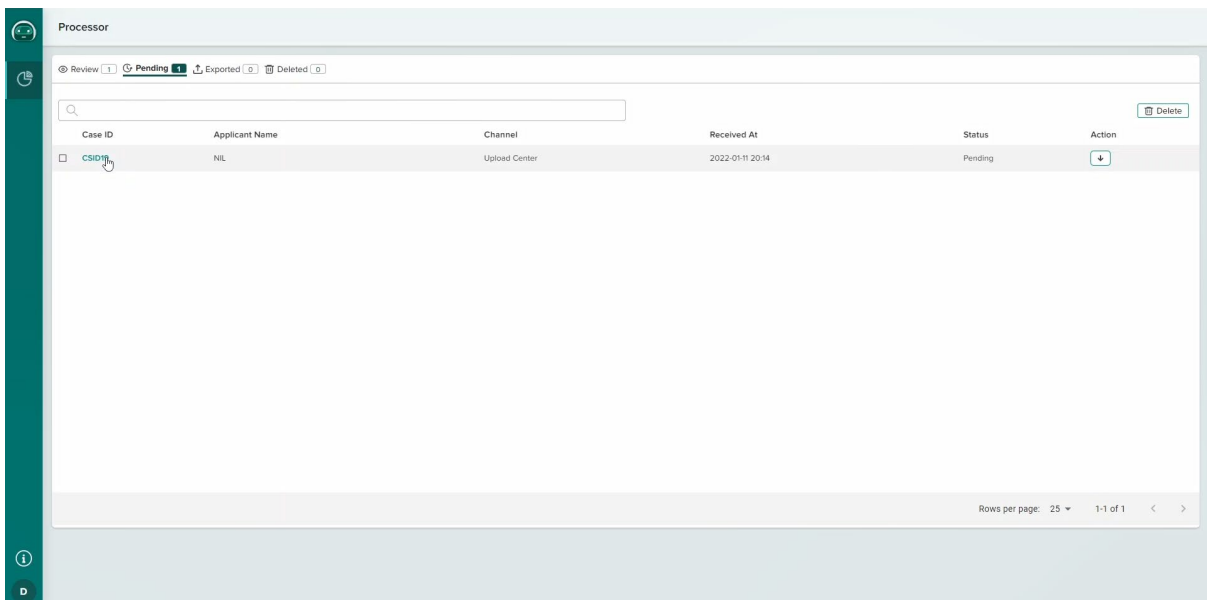 Processor
Review 1 Pending 1 Exported 0 Deleted 0
Delete
Case ID Applicant Name Channel Received At Status Action
NIL Upload Center 2022-01-11 20:14 Pending
Rows per page: 25 1-1 of 1
D